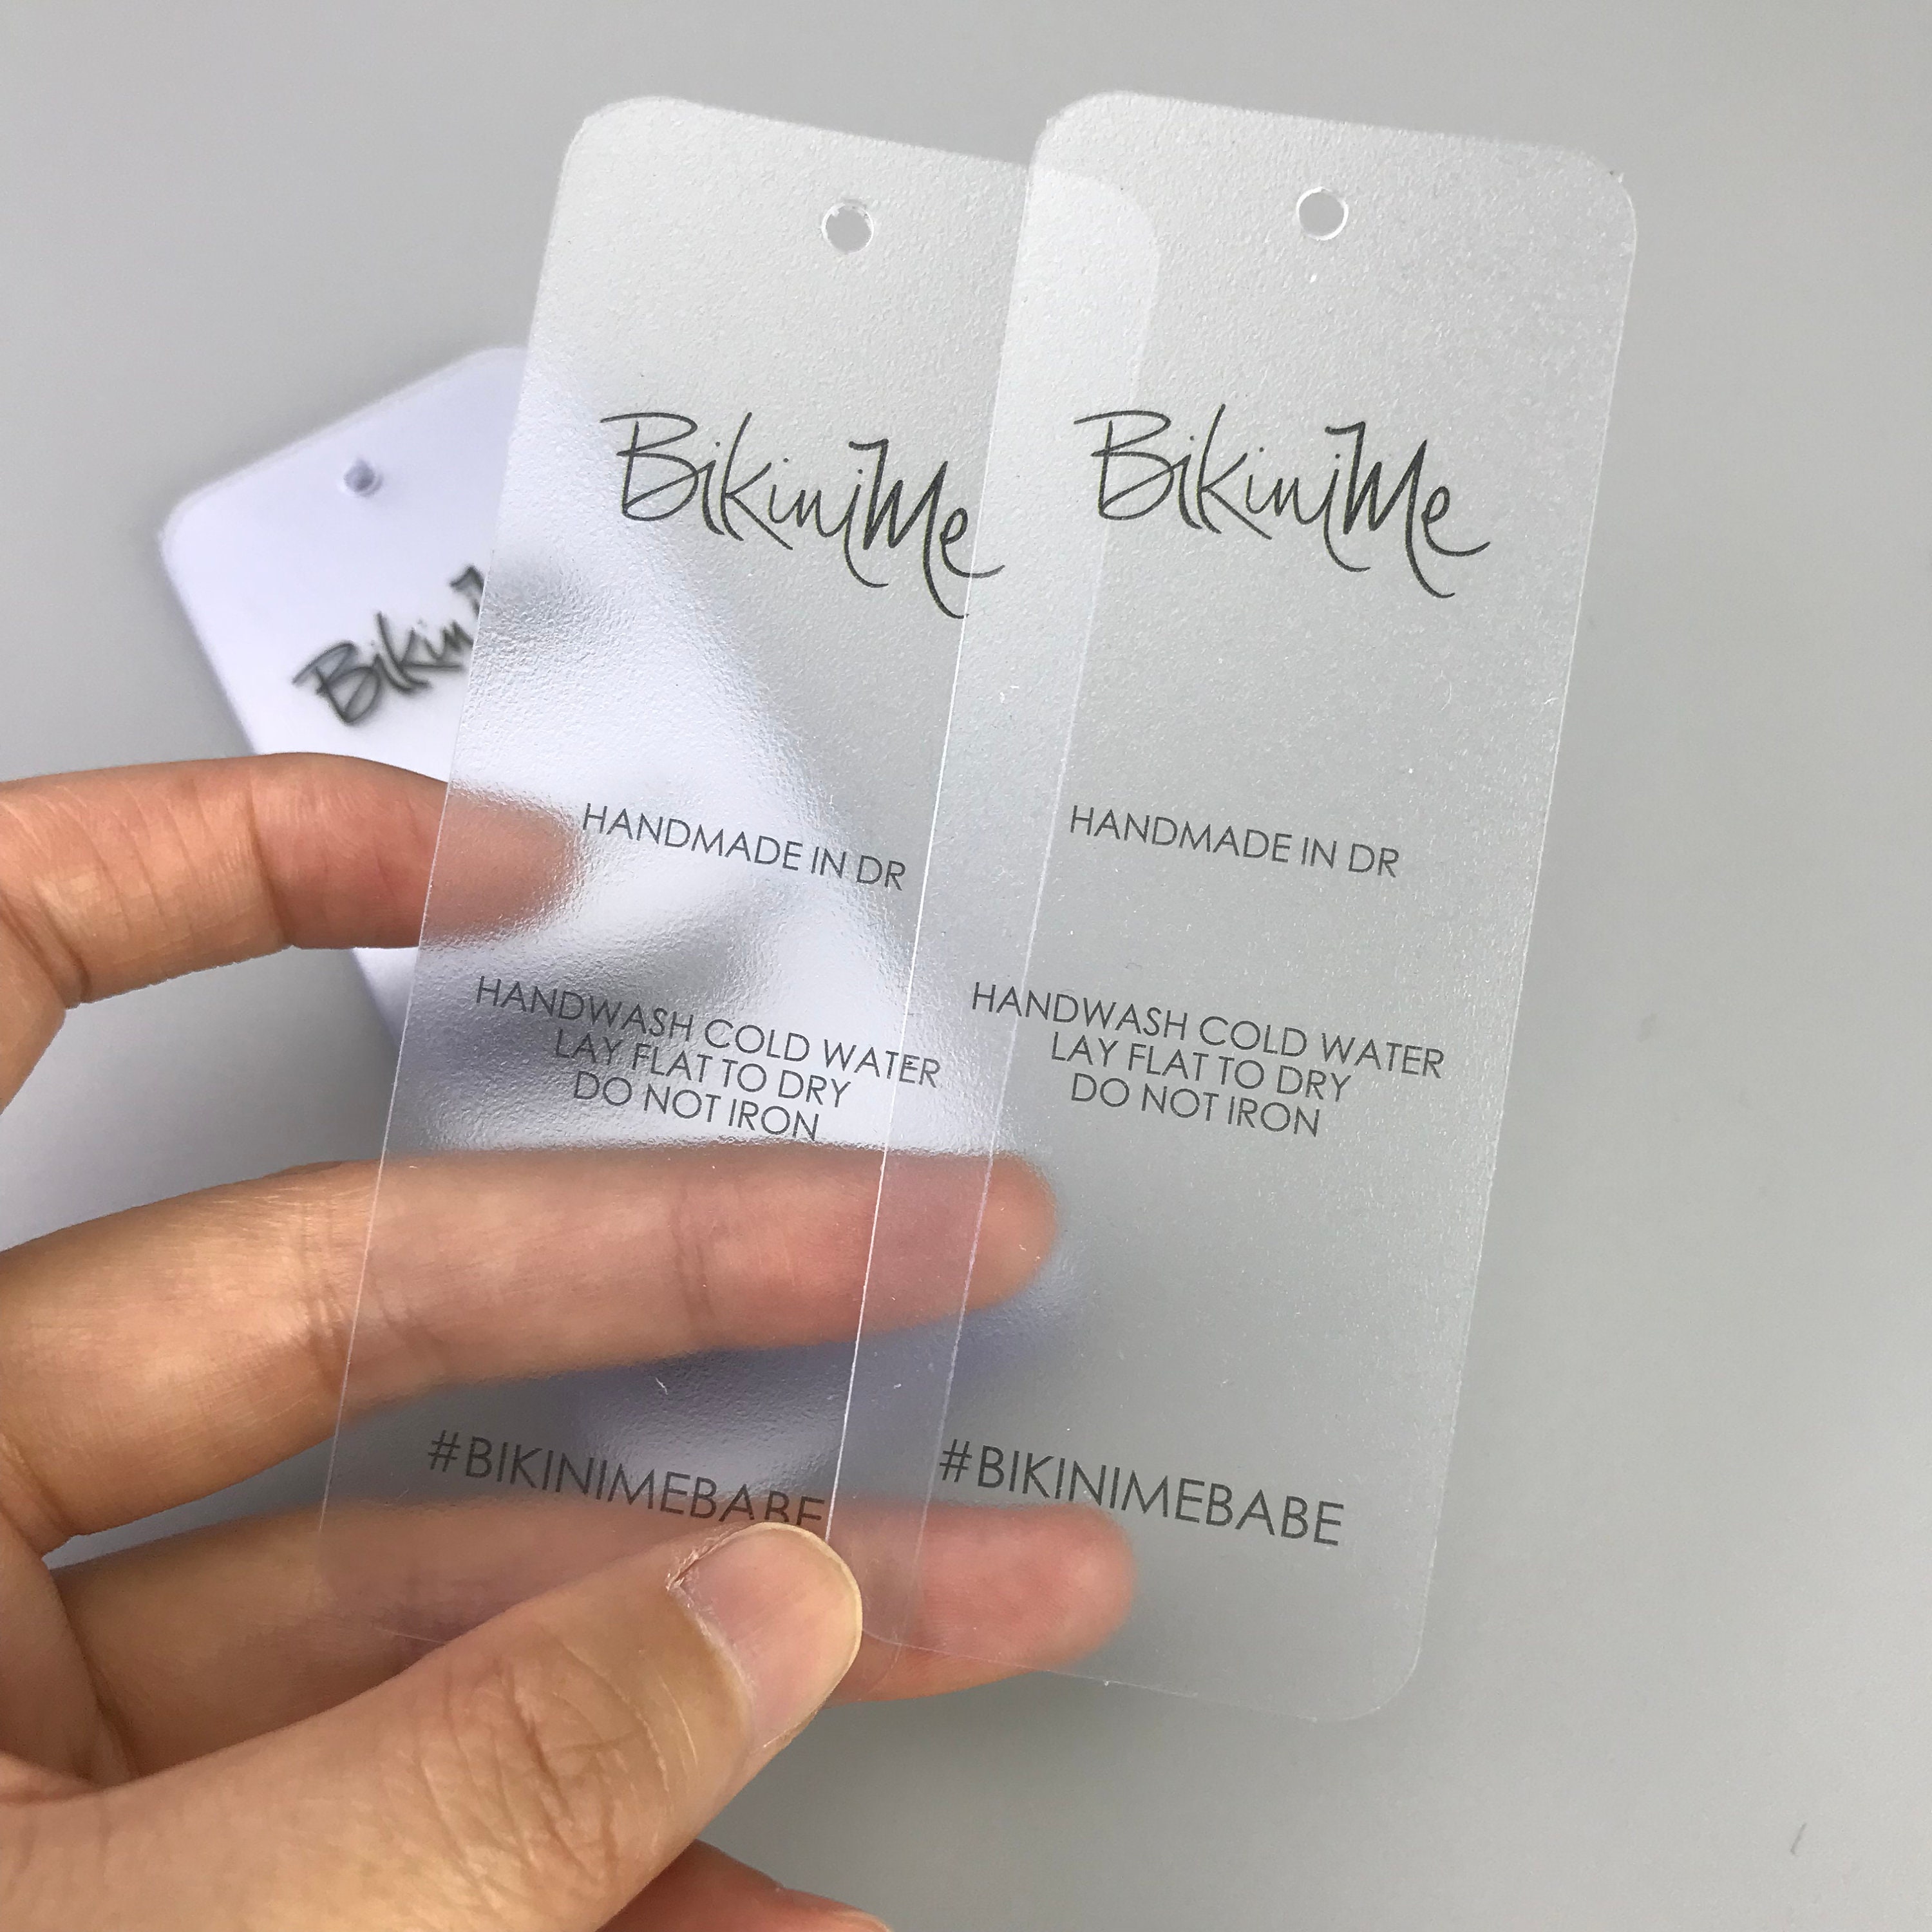 BikiniMe
HANDMADE IN DR
HANDWASH COLD WATER
LAY FLAT TO DRY
DO NOT IRON
#BIKINIMEBABE
BikiniMe
HANDMADE IN DR
HANDWASH COLD WATER
LAY FLAT TO DRY
DO NOT IRON
#BIKINIMEBABE
Bikin